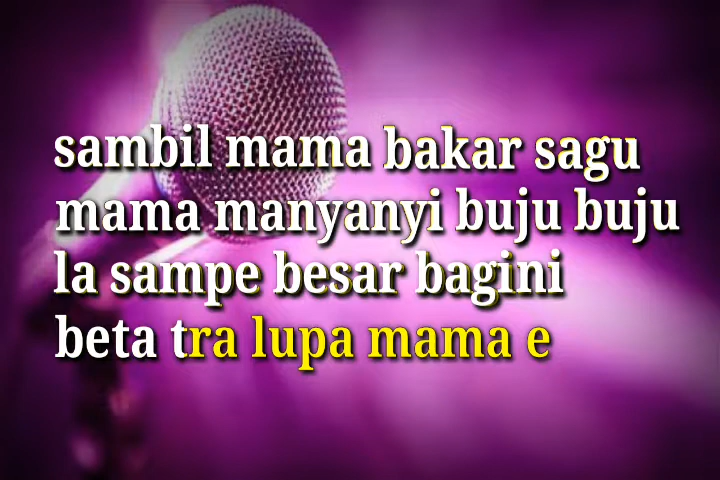 sambil mama bakar sagu
mama manyanyi buju buju
la sampe besar bagini
beta tra lupa mama e